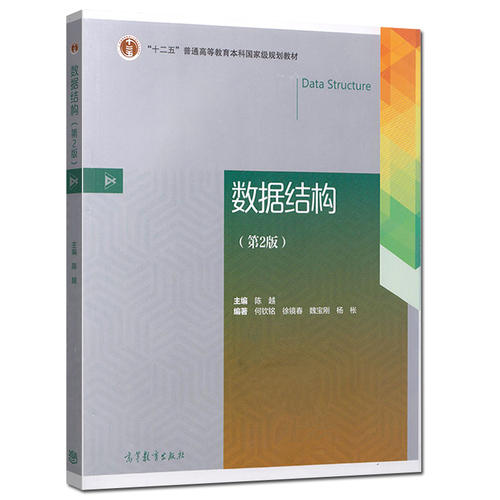 "十二五"普通高等教育本科国家级规划教材
Data Structure
数据结构
(第2版)
主编 陈 越
编著 何钦铭 徐镜春 魏宝刚 杨 枨
高等教育出版社
数据结构(第2版)
主编 陈 越